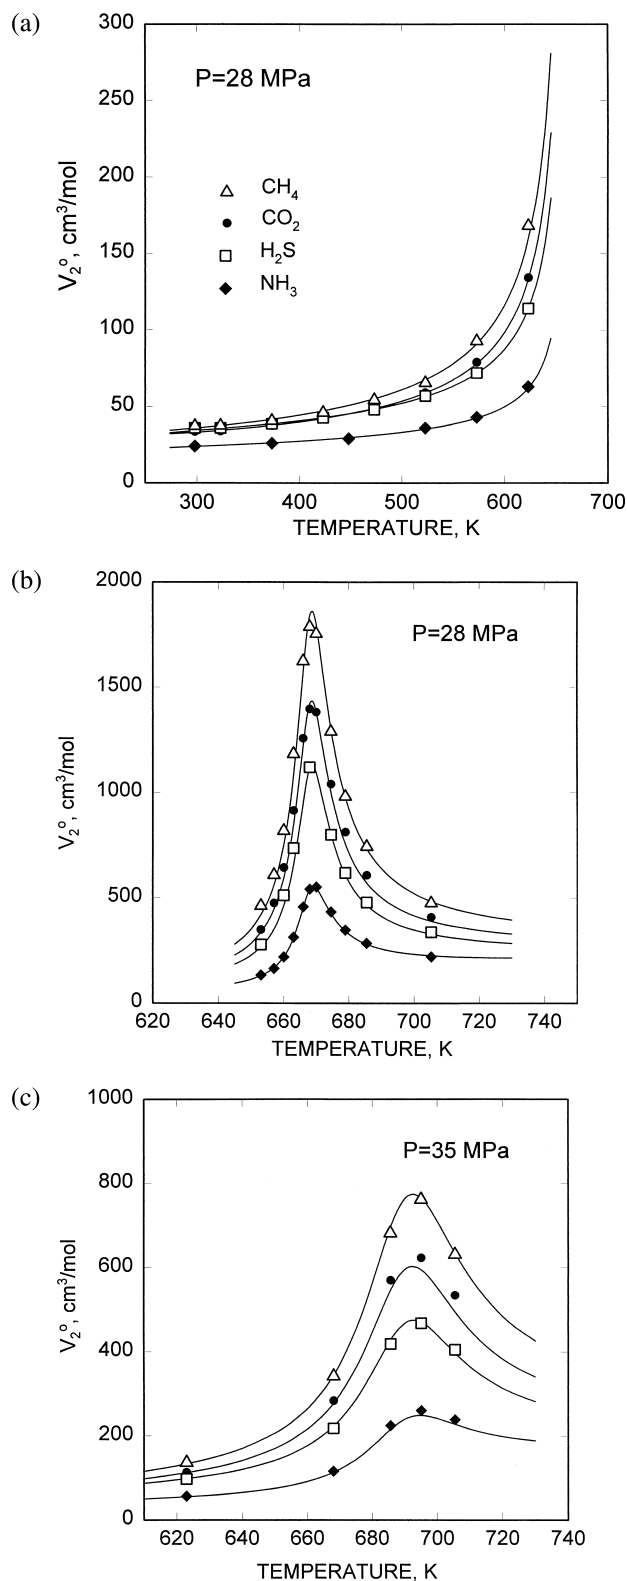 (a)
300
250
200
150
100
50
0
V₂°, cm³/mol
P=28 MPa
CH₄
CO₂
H₂S
NH₃
300 400 500 600 700
TEMPERATURE, K
(b)
2000
1500
1000
500
0
V₂°, cm³/mol
P=28 MPa
620 640 660 680 700 720 740
TEMPERATURE, K
(c)
1000
800
600
400
200
0
V₂°, cm³/mol
P=35 MPa
620 640 660 680 700 720 740
TEMPERATURE, K